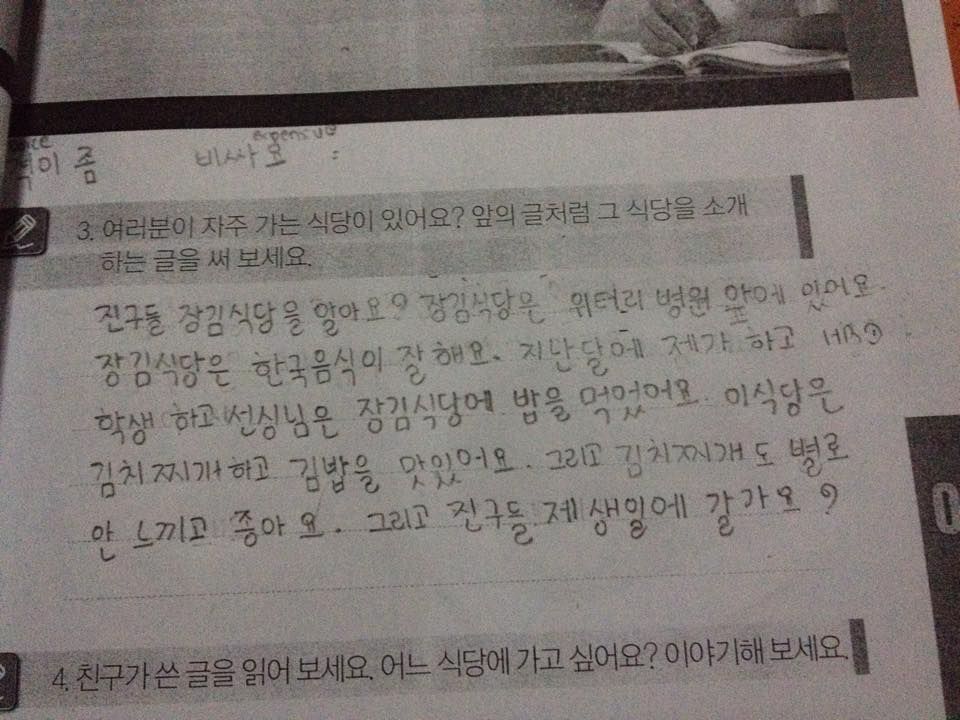 expensive
이 좀 비싸요 :
3. 여러분이 자주 가는 식당이 있어요? 앞의 글처럼 그 식당을 소개
하는 글을 써 보세요.
진구들 장김식당을 알아요? 장김식당은 위터리 병원 앞에 있어요.
장김식당은 한국음식이 잘해요. 지난달에 제가 하고
학생 하고 선싱님은 장김식당에 밥을 먹었어요. 이식당은
김치찌개하고 김밥을 맛있어요. 그리고 김치찌개도 별로
안 느끼고 종아요. 그리고 진구들 제 생일에 갈가요?
4. 친구가 쓴 글을 읽어 보세요. 어느 식당에 가고 싶어요? 이야기해 보세요.